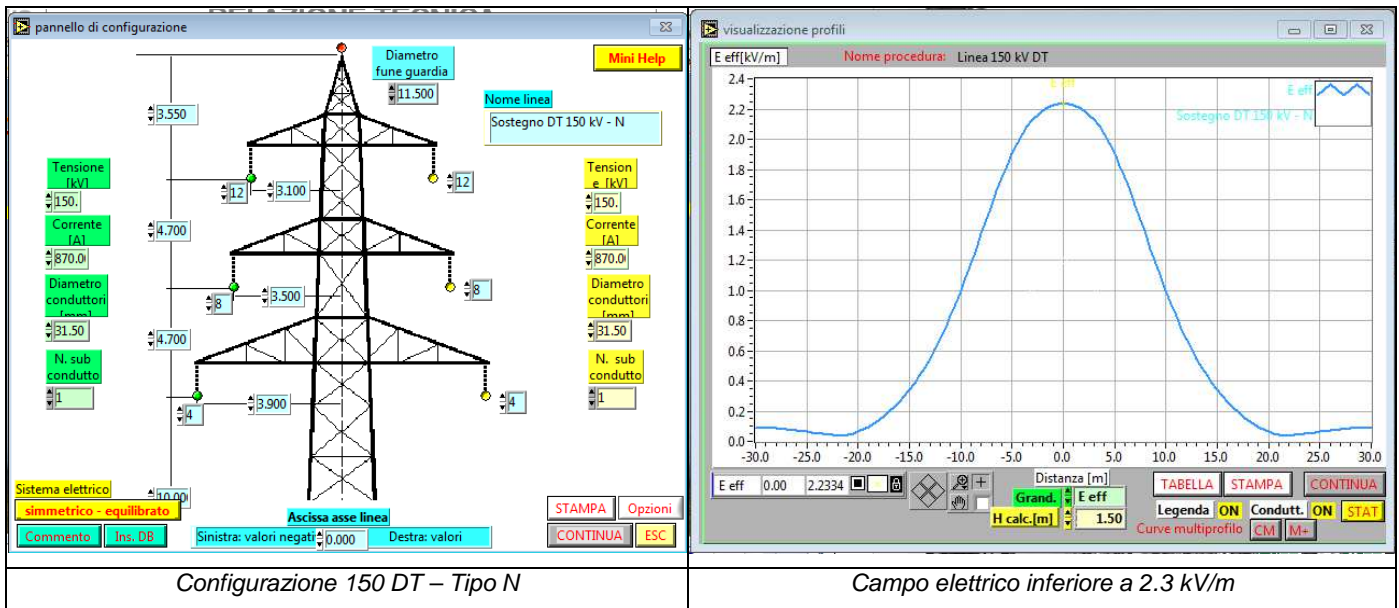 RELAZIONE TECNICA
pannello di configurazione
Diametro
fune guardia
11.500
Mini Help
Nome linea
Sostegno DT 150 kV - N
3.550
Tensione
[kV]
150.
12
3.100
12
Tension
e [kV]
150.
Corrente
[A]
870.0
4.700
Corrente
[A]
870.0
Diametro
conduttori
[mm]
31.50
8
3.500
8
Diametro
conduttori
[mm]
31.50
4.700
N. sub
condutto
1
4
3.900
4
N. sub
condutto
1
Sistema elettrico
simmetrico - equilibrato
10.00
Commento
Ins. DB
Ascissa asse linea
Sinistra: valori negati
0.000
Destra: valori
STAMPA
Opzioni
CONTINUA
ESC
visualizzazione profili
E eff[kV/m]
Nome procedura: Linea 150 kV DT
E eff
E eff
Sostegno DT 150 kV - N
2.4
2.2
2.0
1.8
1.6
1.4
1.2
1.0
0.8
0.6
0.4
0.2
0.0
-30.0 -25.0 -20.0 -15.0 -10.0 -5.0 0.0 5.0 10.0 15.0 20.0 25.0 30.0
E eff 0.00 2.2334
Distanza [m]
Grand. E eff
H calc.[m] 1.50
TABELLA STAMPA CONTINUA
Legenda ON Condutt. ON STAT
Curve multiprofilo CM M+
Configurazione 150 DT – Tipo N
Campo elettrico inferiore a 2.3 kV/m